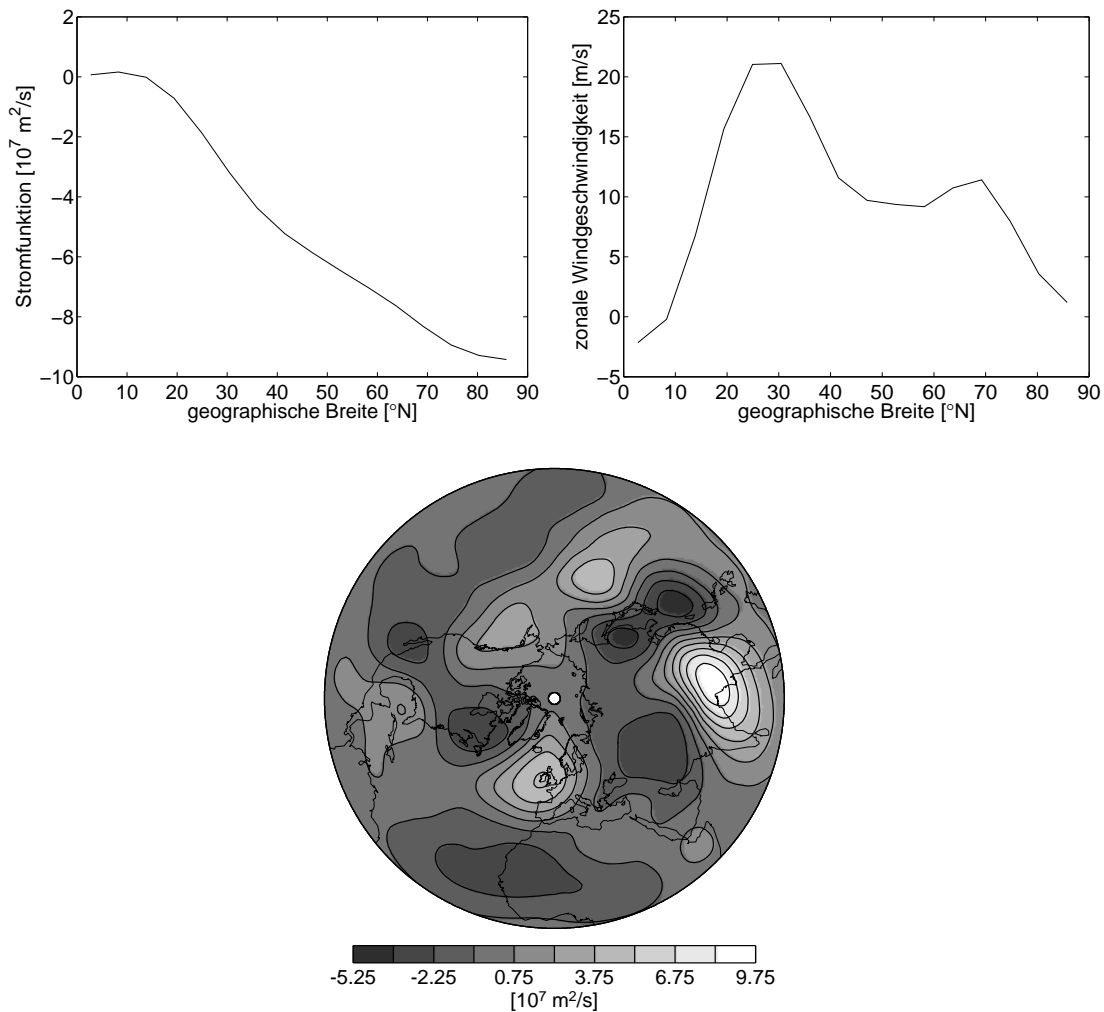 2
0
−2
−4
−6
−8
−10
0 10 20 30 40 50 60 70 80 90
Stromfunktion [10⁷ m²/s]
geographische Breite [°N]
25
20
15
10
5
0
−5
0 10 20 30 40 50 60 70 80 90
zonale Windgeschwindigkeit [m/s]
geographische Breite [°N]
-5.25 -2.25 0.75 3.75 6.75 9.75
[10⁷ m²/s]